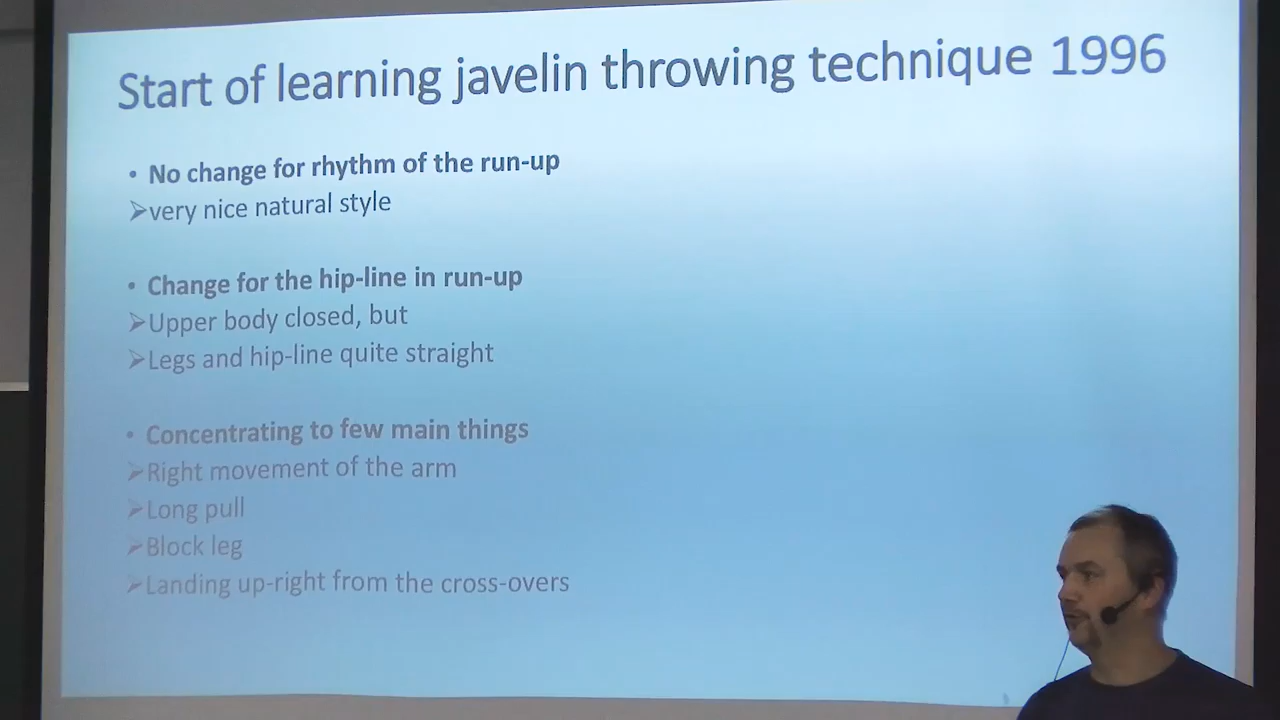 Start of learning javelin throwing technique 1996
• No change for rhythm of the run-up
➢very nice natural style
• Change for the hip-line in run-up
➢Upper body closed, but
➢Legs and hip-line quite straight
• Concentrating to few main things
➢Right movement of the arm
➢Long pull
➢Block leg
➢Landing up-right from the cross-overs